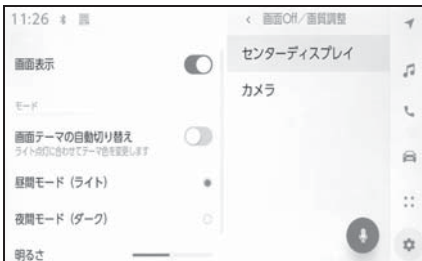 11:26
画面表示
モード
画面テーマの自動切り替え
ライト点灯に合わせてテーマ色を変更します
昼間モード（ライト）
夜間モード（ダーク）
明るさ
< 画面Off／画質調整
センターディスプレイ
カメラ